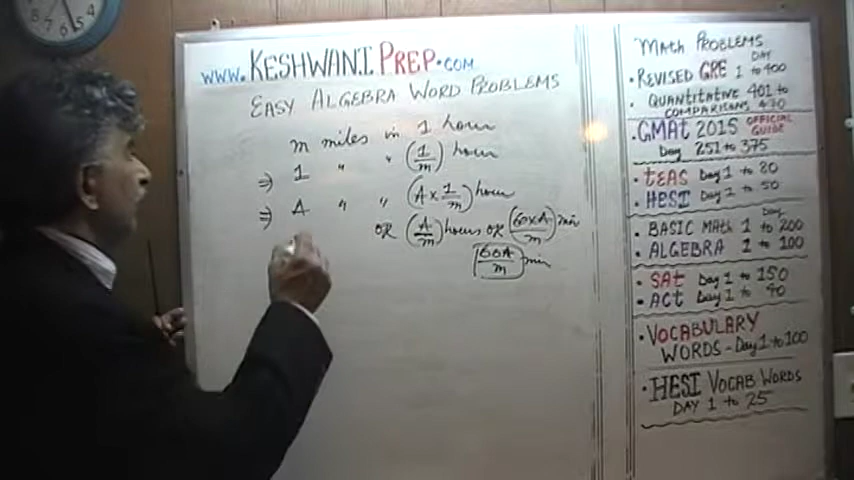 www.KESHWANIPREP.COM
EASY ALGEBRA WORD PROBLEMS
m miles in 1 hour
⇒ 1 " " (1/m) hour
⇒ A " " (A × 1/m) hour
OR (A/m) hours OR (60×A/m) min
60A/m min
MATH PROBLEMS
DAY
• REVISED GRE 1 to 400
• QUANTITATIVE 401 to
COMPARISONS 430
• GMAT 2015 OFFICIAL GUIDE
Day 251 to 375
• TEAS Day 1 to 80
• HESI Day 1 to 50
Day
• BASIC MATH 1 to 200
• ALGEBRA 1 to 100
• SAT Day 1 to 150
• ACT Day 1 to 90
• VOCABULARY
WORDS - Day 1 to 100
• HESI VOCAB WORDS
DAY 1 to 25